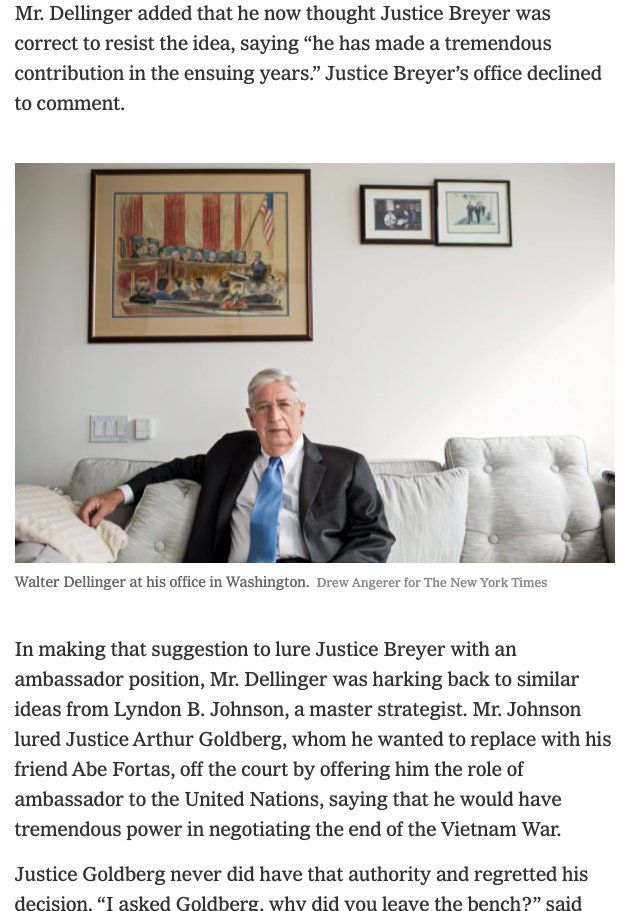 Mr. Dellinger added that he now thought Justice Breyer was
correct to resist the idea, saying “he has made a tremendous
contribution in the ensuing years.” Justice Breyer’s office declined
to comment.
Walter Dellinger at his office in Washington. Drew Angerer for The New York Times
In making that suggestion to lure Justice Breyer with an
ambassador position, Mr. Dellinger was harking back to similar
ideas from Lyndon B. Johnson, a master strategist. Mr. Johnson
lured Justice Arthur Goldberg, whom he wanted to replace with his
friend Abe Fortas, off the court by offering him the role of
ambassador to the United Nations, saying that he would have
tremendous power in negotiating the end of the Vietnam War.
Justice Goldberg never did have that authority and regretted his
decision. “I asked Goldberg, why did you leave the bench?” said